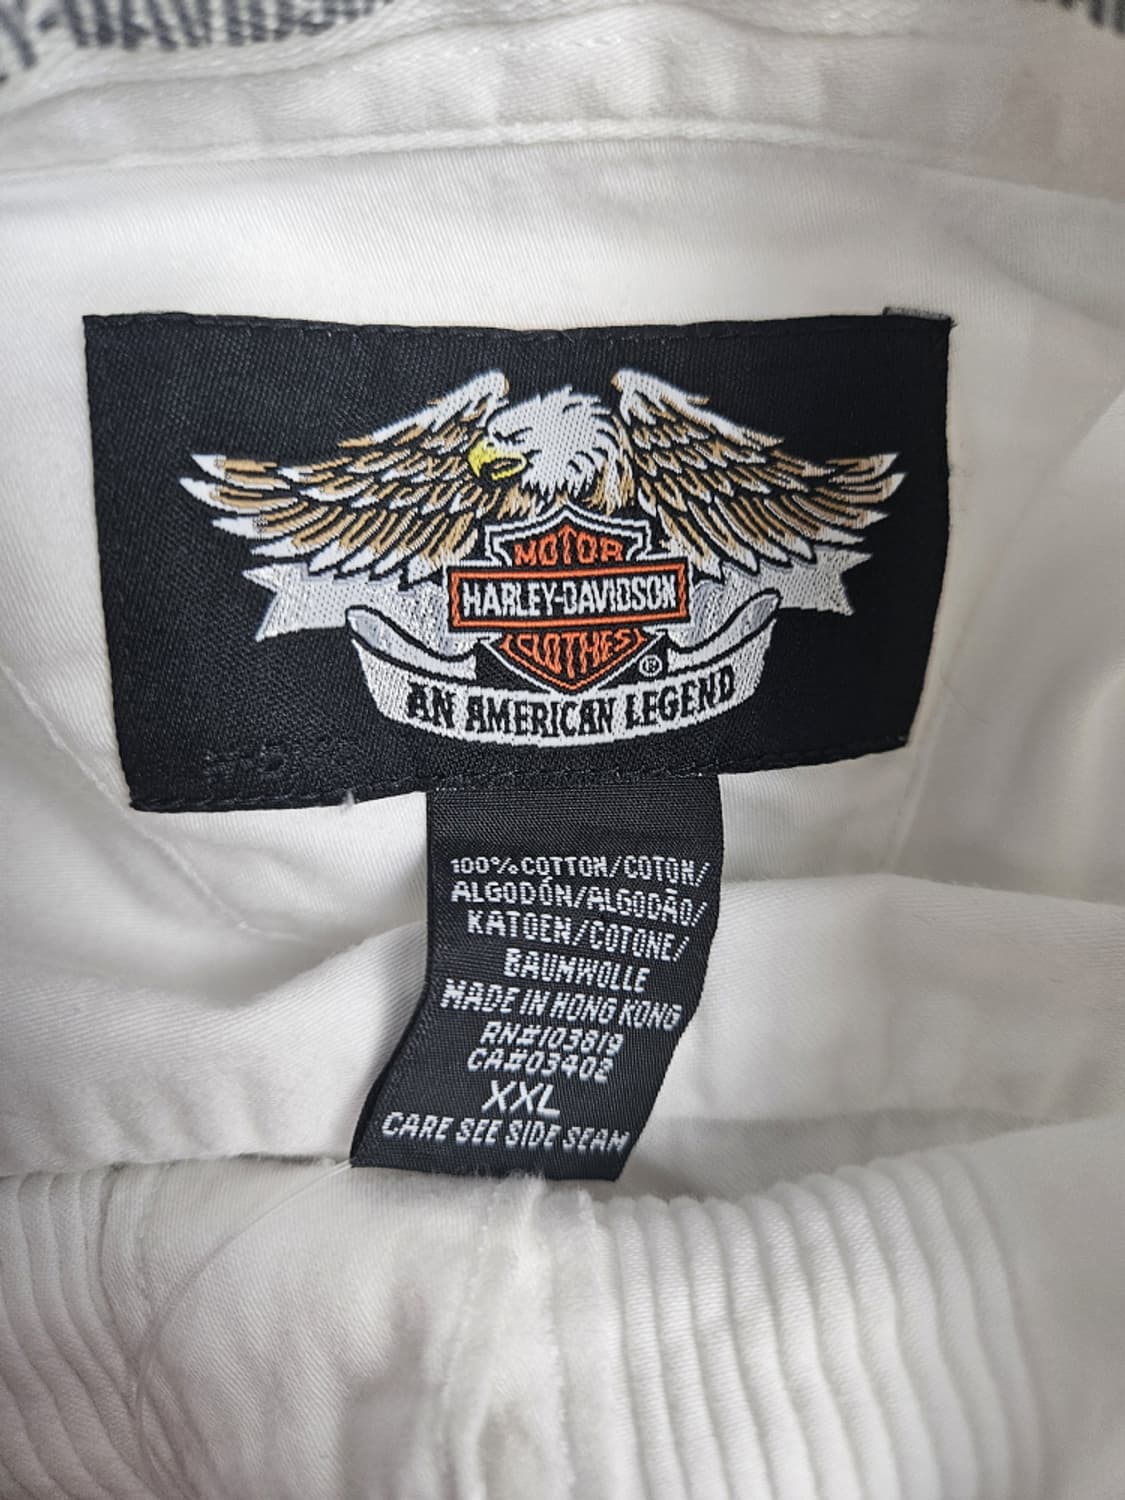 Y-DAVIDS
MOTOR
HARLEY-DAVIDSON
CLOTHES
®
AN AMERICAN LEGEND
100% COTTON/COTON/
ALGODÓN/ALGODÃO/
KATOEN/COTONE/
BAUMWOLLE
MADE IN HONG KONG
RN#103819
CA#03402
XXL
CARE SEE SIDE SEAM